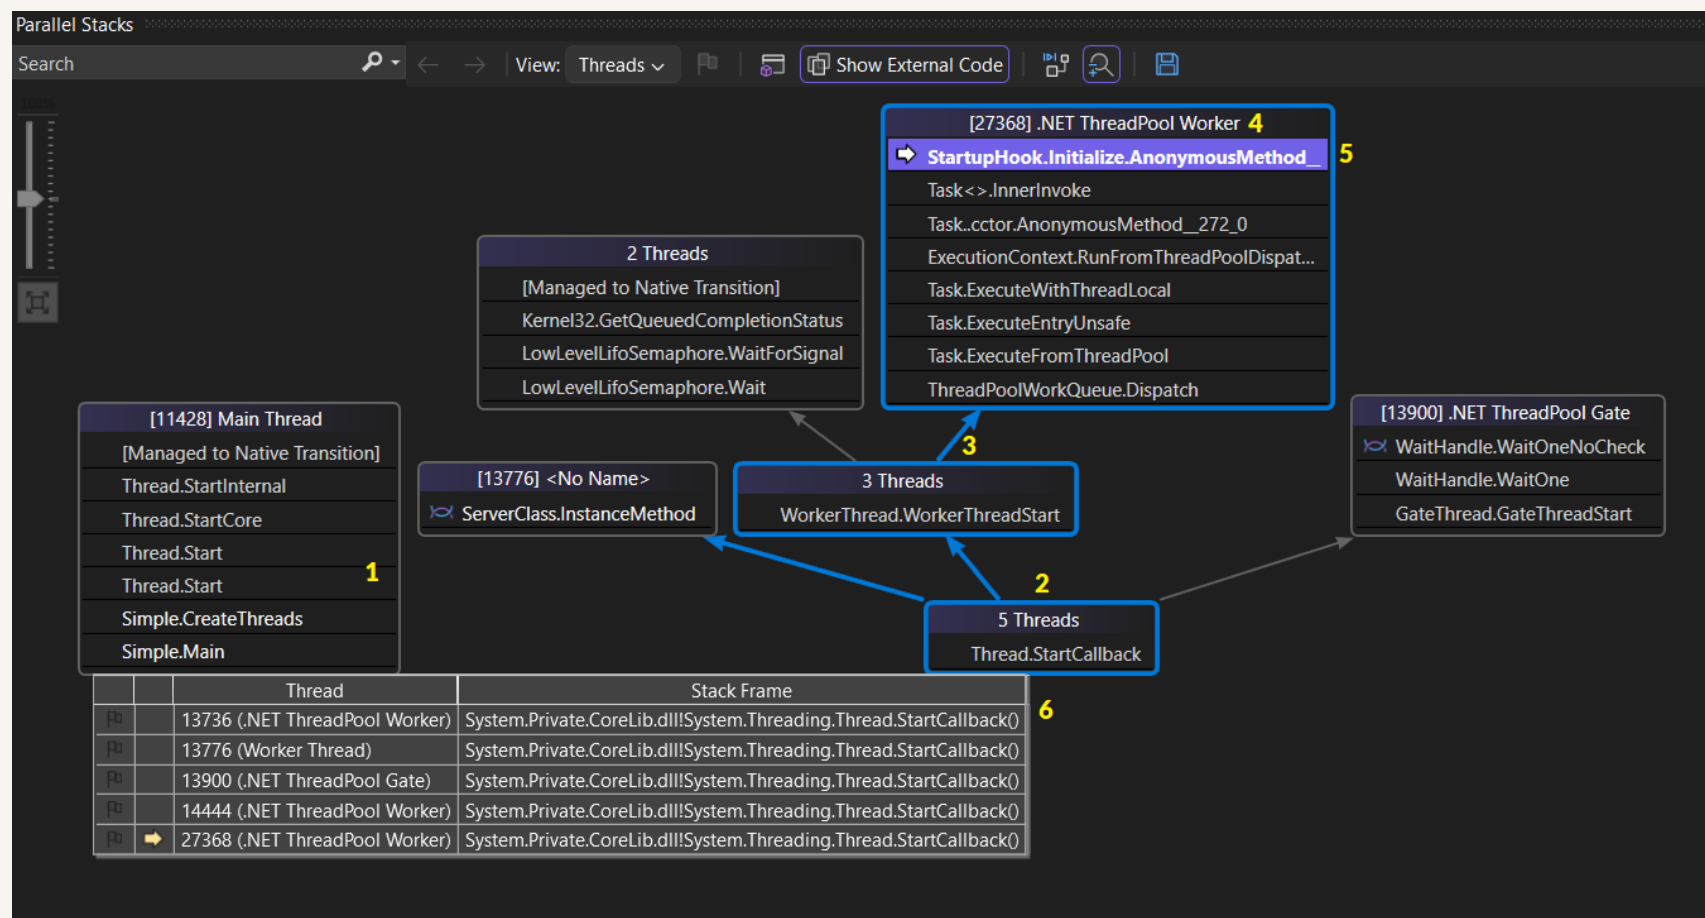 Parallel Stacks
Search
View: Threads
Show External Code
100%
[27368] .NET ThreadPool Worker 4
StartupHook.Initialize.AnonymousMethod__ 5
Task<>.InnerInvoke
Task..cctor.AnonymousMethod__272_0
ExecutionContext.RunFromThreadPoolDispat...
Task.ExecuteWithThreadLocal
Task.ExecuteEntryUnsafe
Task.ExecuteFromThreadPool
ThreadPoolWorkQueue.Dispatch
2 Threads
[Managed to Native Transition]
Kernel32.GetQueuedCompletionStatus
LowLevelLifoSemaphore.WaitForSignal
LowLevelLifoSemaphore.Wait
[11428] Main Thread
[Managed to Native Transition]
Thread.StartInternal
Thread.StartCore
Thread.Start
Thread.Start
1
Simple.CreateThreads
Simple.Main
[13776] <No Name>
ServerClass.InstanceMethod
3
3 Threads
WorkerThread.WorkerThreadStart
[13900] .NET ThreadPool Gate
WaitHandle.WaitOneNoCheck
WaitHandle.WaitOne
GateThread.GateThreadStart
2
5 Threads
Thread.StartCallback
Thread Stack Frame
6
13736 (.NET ThreadPool Worker) System.Private.CoreLib.dll!System.Threading.Thread.StartCallback()
13776 (Worker Thread) System.Private.CoreLib.dll!System.Threading.Thread.StartCallback()
13900 (.NET ThreadPool Gate) System.Private.CoreLib.dll!System.Threading.Thread.StartCallback()
14444 (.NET ThreadPool Worker) System.Private.CoreLib.dll!System.Threading.Thread.StartCallback()
27368 (.NET ThreadPool Worker) System.Private.CoreLib.dll!System.Threading.Thread.StartCallback()